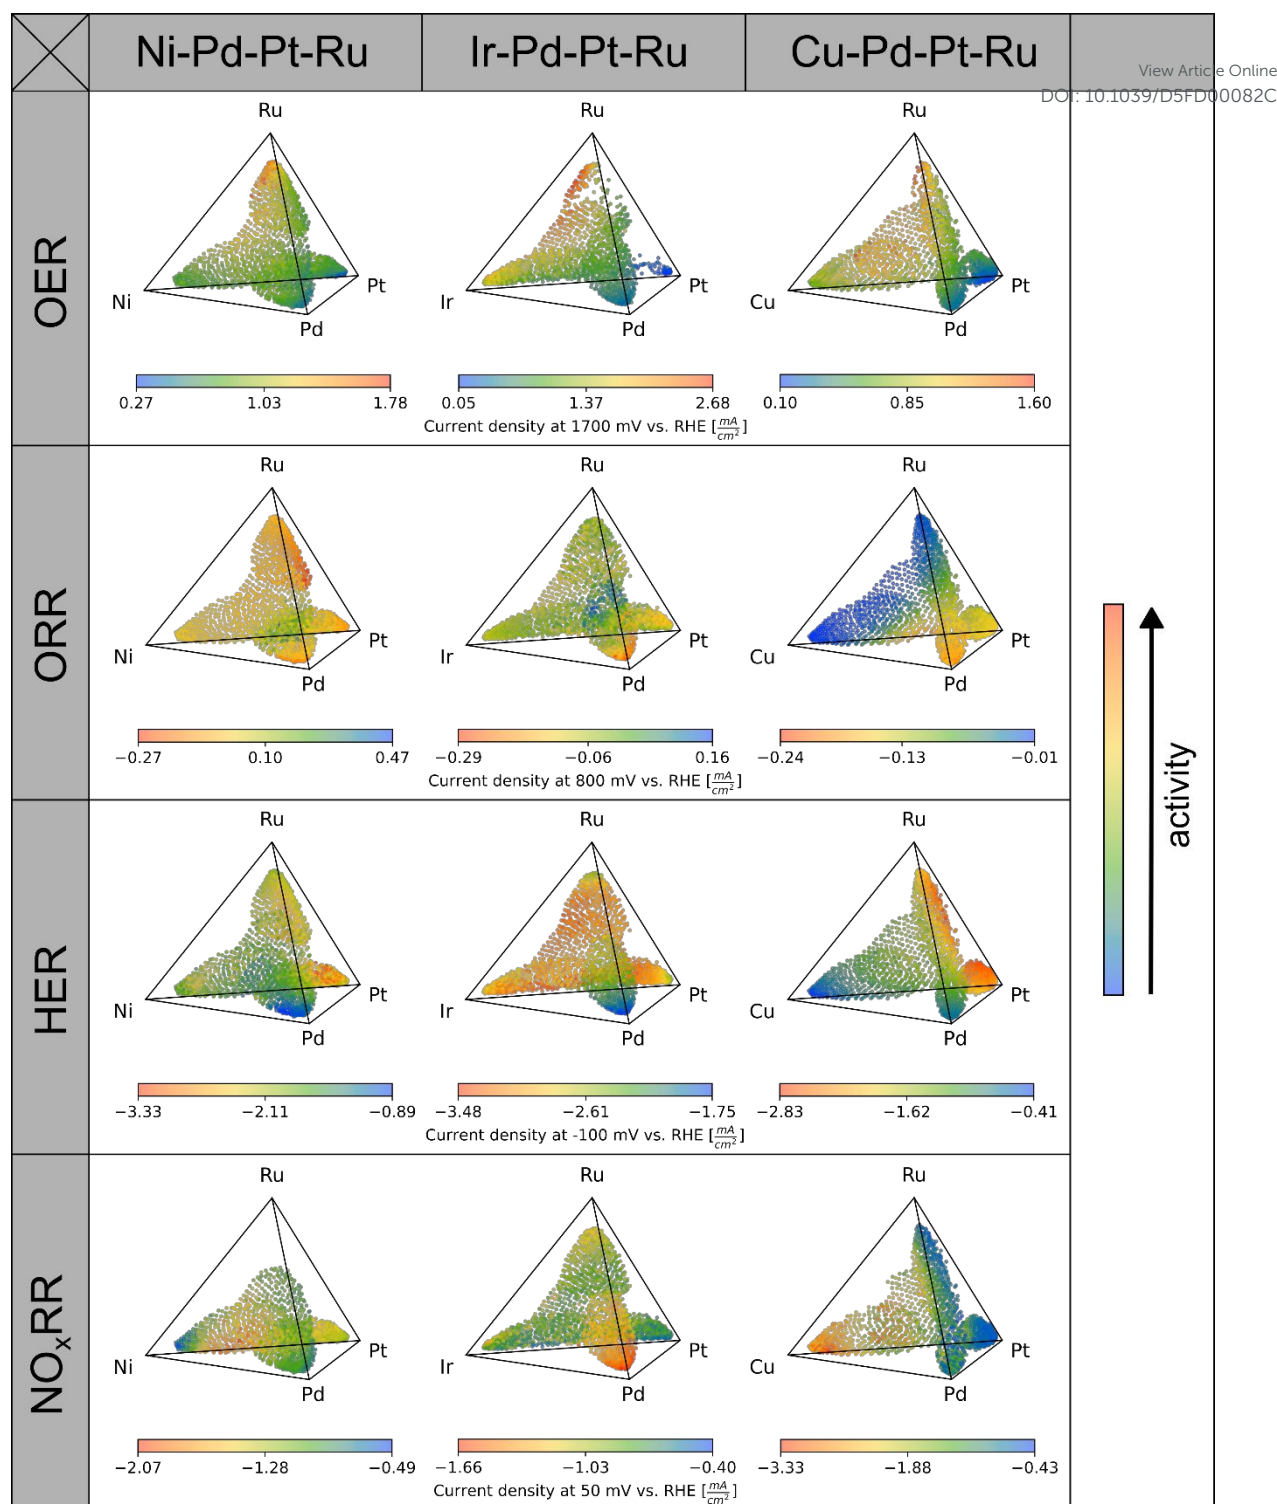 Ni-Pd-Pt-Ru Ir-Pd-Pt-Ru Cu-Pd-Pt-Ru
View Article Online
DOI: 10.1039/D5FD00082C
OER
Ru Ru Ru
Ni Pt Ir Pt Cu Pt
Pd Pd Pd
0.27 1.03 1.78 0.05 1.37 2.68 0.10 0.85 1.60
Current density at 1700 mV vs. RHE [mA/cm²]
ORR
Ru Ru Ru
Ni Pt Ir Pt Cu Pt
Pd Pd Pd
−0.27 0.10 0.47 −0.29 −0.06 0.16 −0.24 −0.13 −0.01
Current density at 800 mV vs. RHE [mA/cm²]
activity
HER
Ru Ru Ru
Ni Pt Ir Pt Cu Pt
Pd Pd Pd
−3.33 −2.11 −0.89 −3.48 −2.61 −1.75 −2.83 −1.62 −0.41
Current density at -100 mV vs. RHE [mA/cm²]
NOxRR
Ru Ru Ru
Ni Pt Ir Pt Cu Pt
Pd Pd Pd
−2.07 −1.28 −0.49 −1.66 −1.03 −0.40 −3.33 −1.88 −0.43
Current density at 50 mV vs. RHE [mA/cm²]